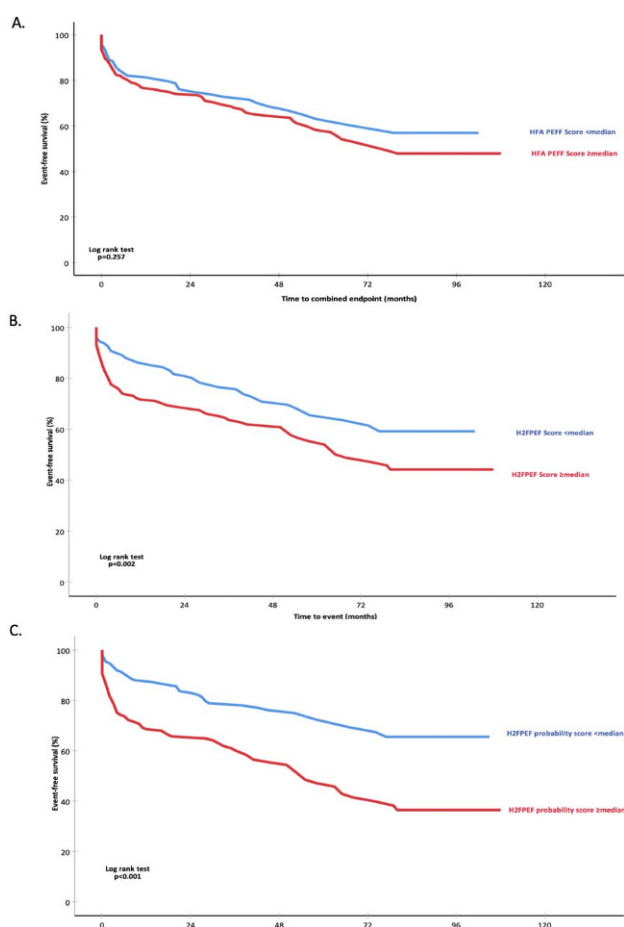 A.
100
80
60
40
20
0
Event-free survival (%)
HFA PEFF Score <median
HFA PEFF Score ≥median
Log rank test
p=0.257
0 24 48 72 96 120
Time to combined endpoint (months)
B.
100
80
60
40
20
0
Event-free survival (%)
H2FPEF Score <median
H2FPEF Score ≥median
Log rank test
p=0.002
0 24 48 72 96 120
Time to event (months)
C.
100
80
60
40
20
0
Event-free survival (%)
H2FPEF probability score <median
H2FPEF probability score ≥median
Log rank test
p<0.001
0 24 48 72 96 120